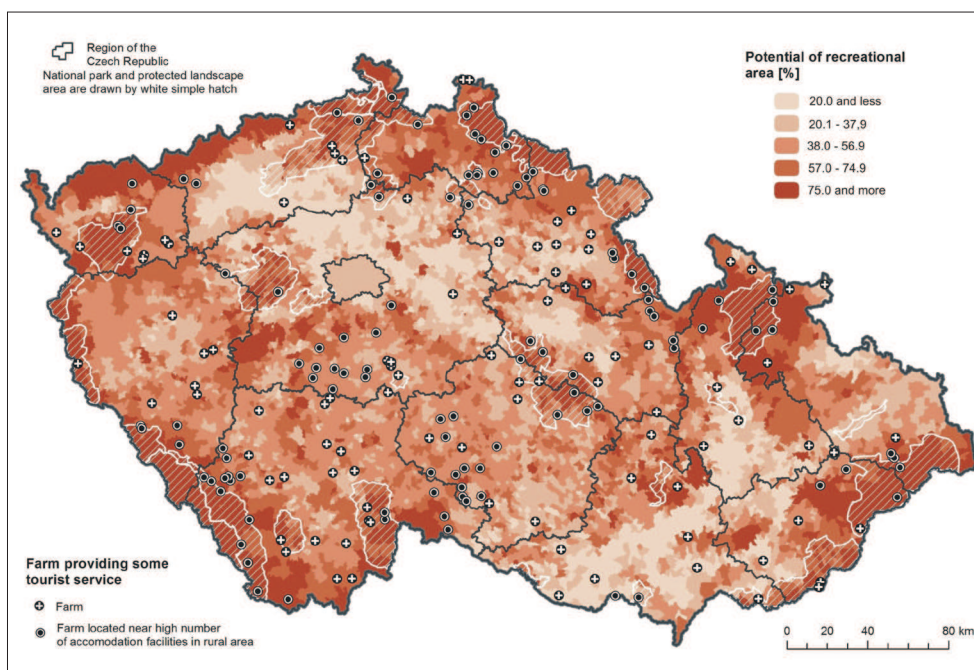 Region of the
Czech Republic
National park and protected landscape
area are drawn by white simple hatch
Potential of recreational
area [%]
20.0 and less
20.1 - 37,9
38.0 - 56.9
57.0 - 74.9
75.0 and more
Farm providing some
tourist service
Farm
Farm located near high number
of accomodation facilities in rural area
0 20 40 80 km